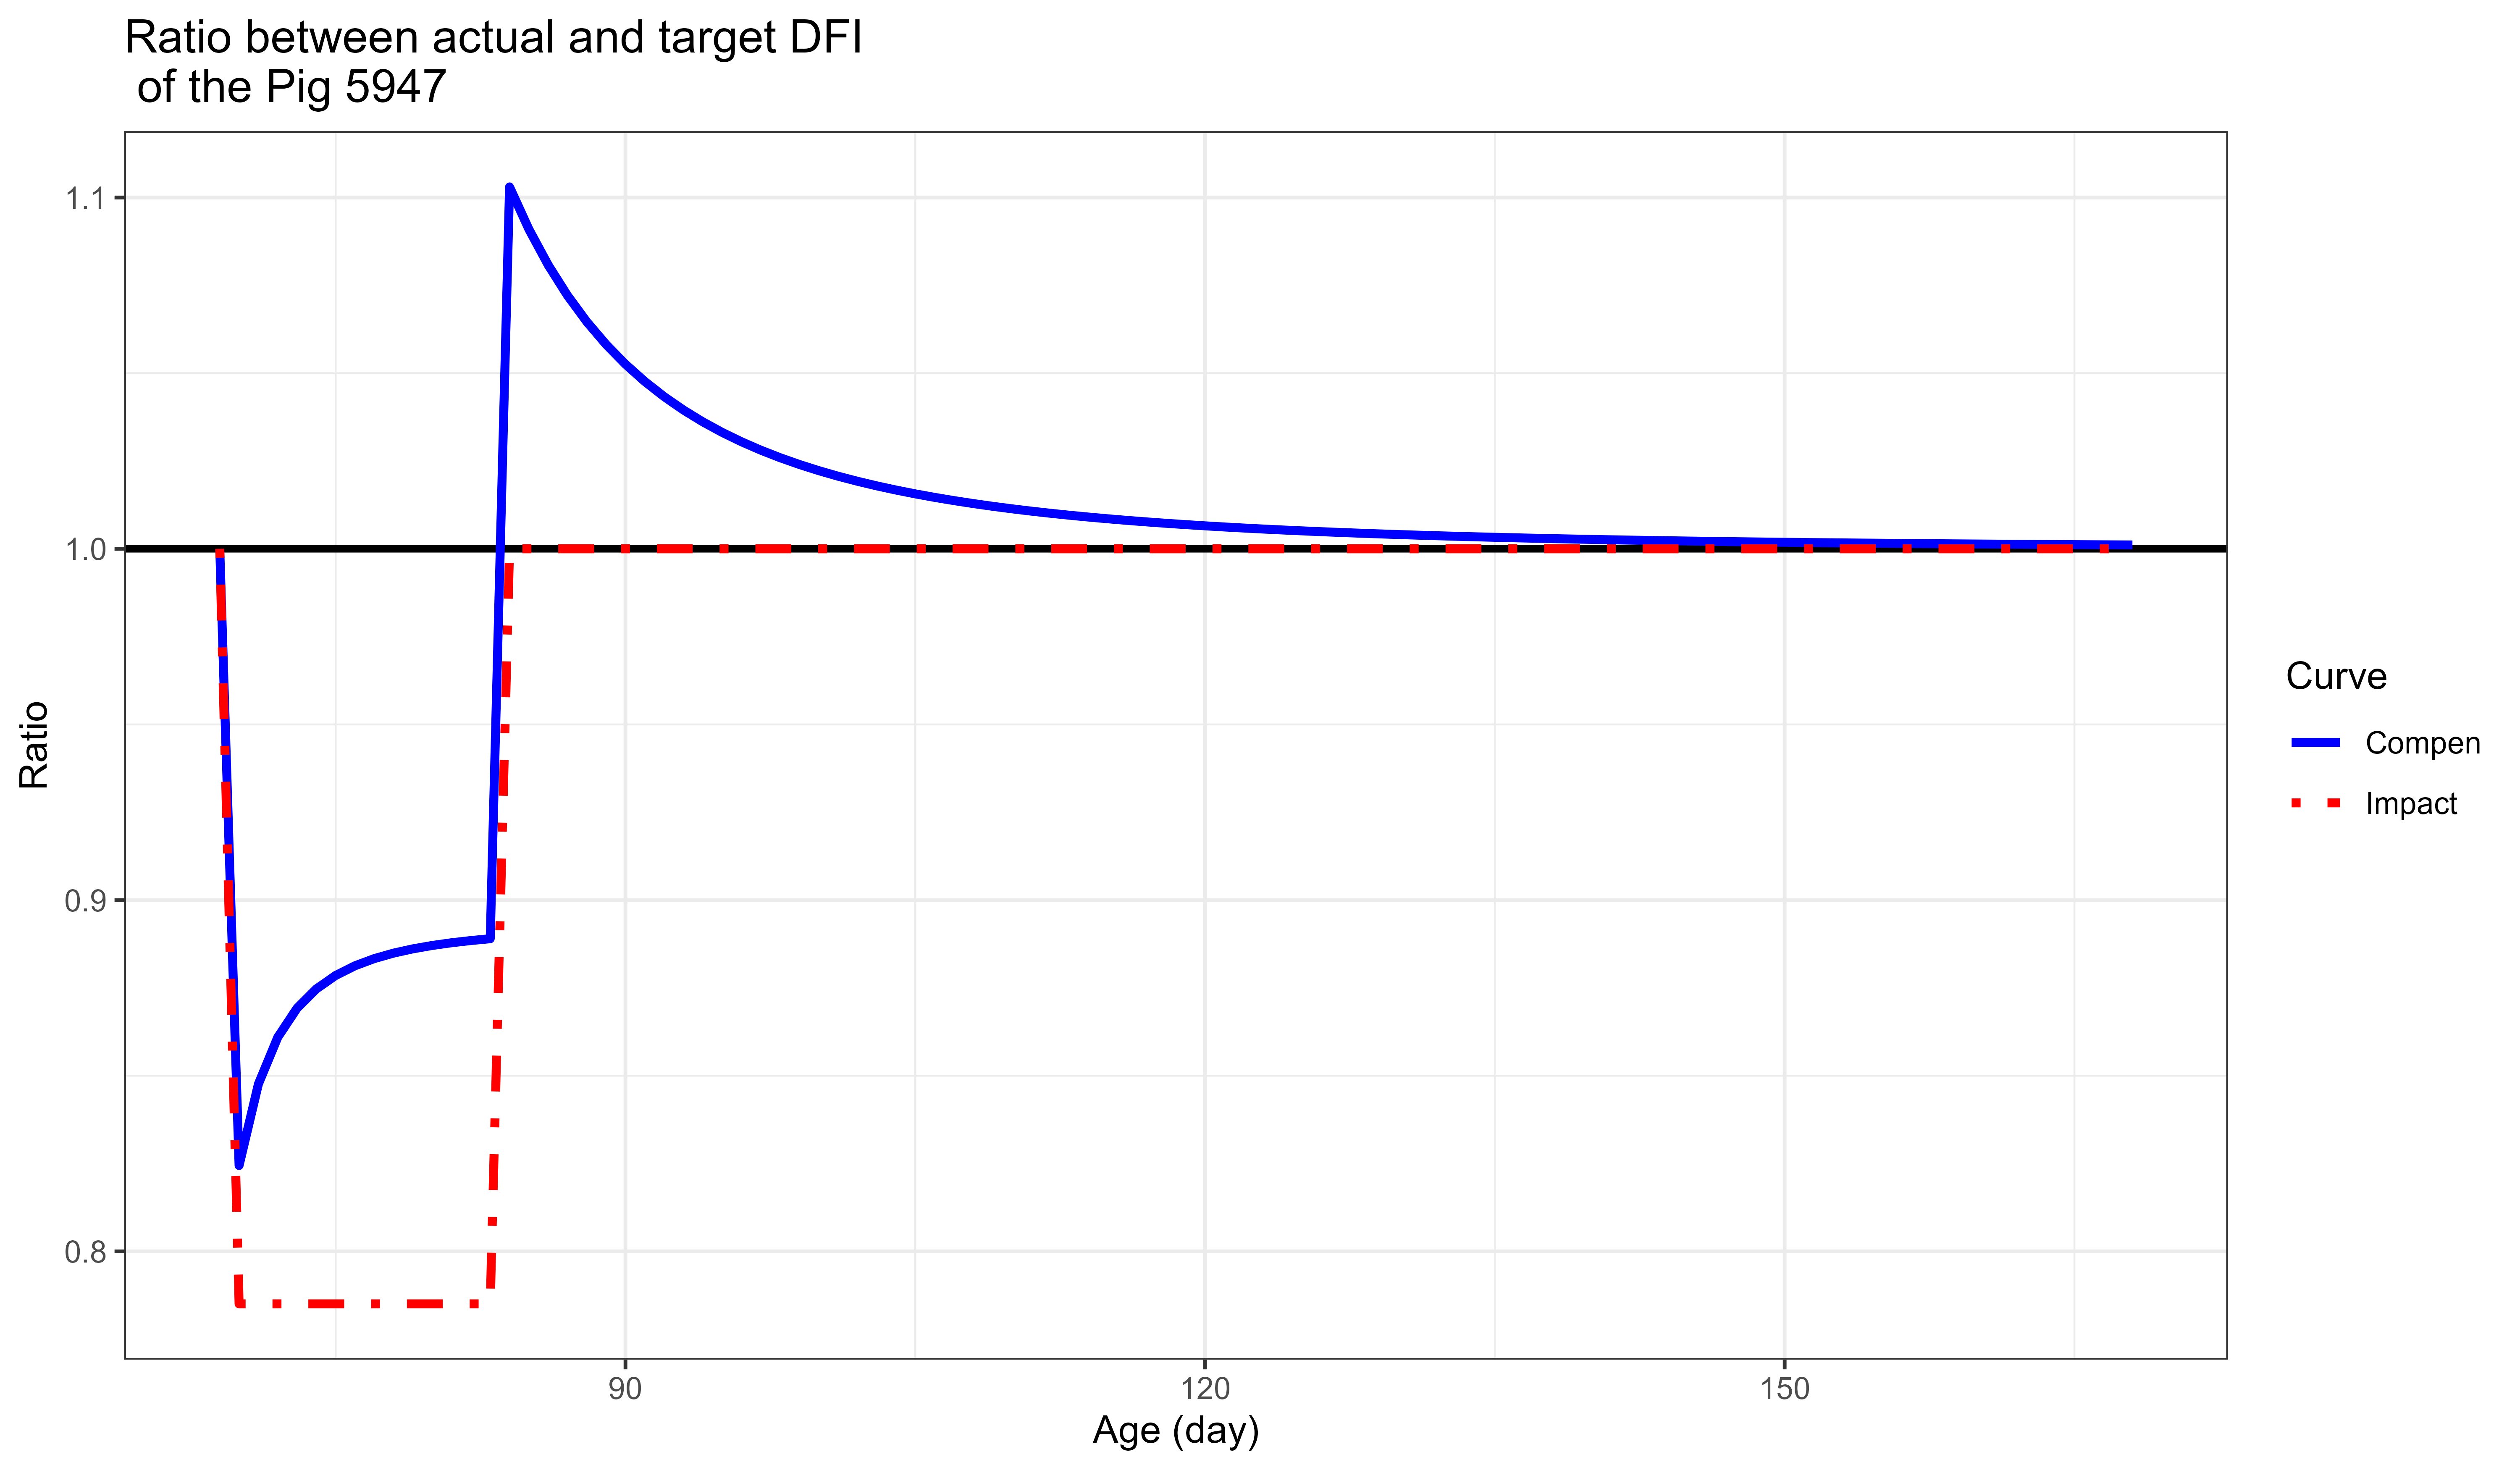 Ratio between actual and target DFI
of the Pig 5947
1.1
1.0
0.9
0.8
Ratio
90
120
150
Age (day)
Curve
Compen
Impact